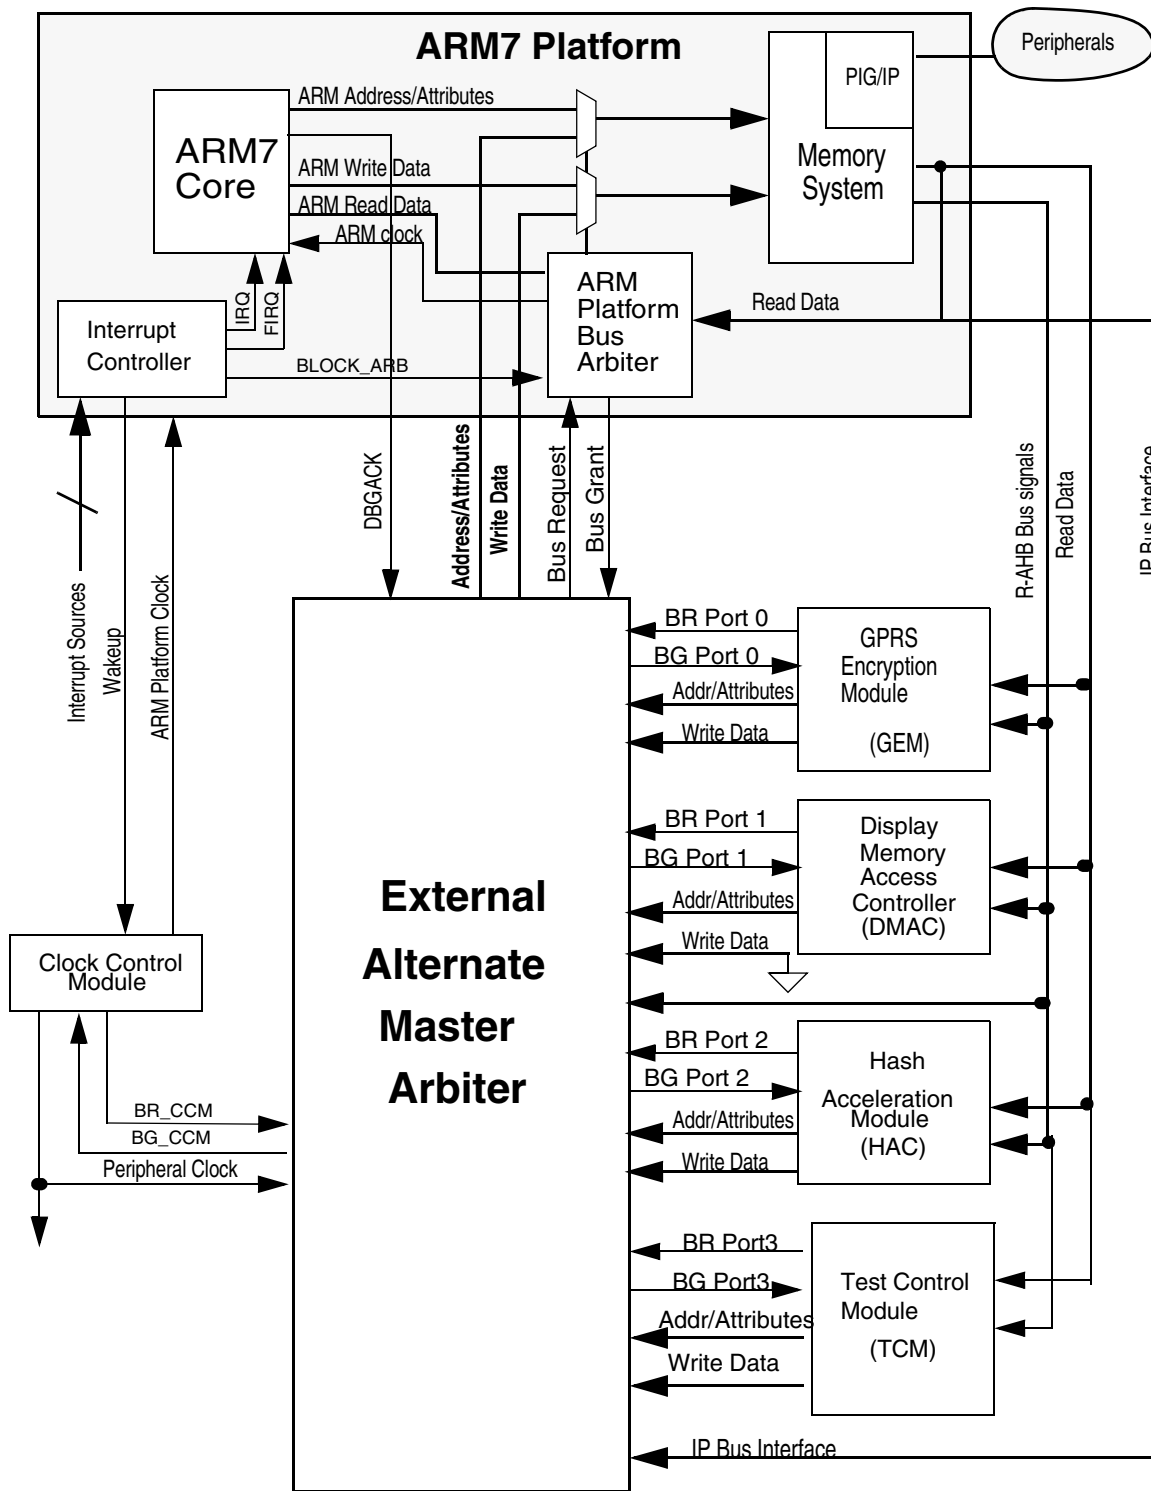 ARM7 Platform
Peripherals
PIG/IP
Memory
System
ARM Address/Attributes
ARM7
Core
ARM Write Data
ARM Read Data
ARM clock
ARM
Platform
Bus
Arbiter
Read Data
IRQ
FIRQ
Interrupt
Controller
BLOCK_ARB
Interrupt Sources
Wakeup
ARM Platform Clock
DBGACK
Address/Attributes
Write Data
Bus Request
Bus Grant
R-AHB Bus signals
Read Data
IP Bus Interface
BR Port 0
BG Port 0
Addr/Attributes
Write Data
GPRS
Encryption
Module
(GEM)
BR Port 1
BG Port 1
Addr/Attributes
Write Data
Display
Memory
Access
Controller
(DMAC)
External
Alternate
Master
Arbiter
Clock Control
Module
BR_CCM
BG_CCM
Peripheral Clock
BR Port 2
BG Port 2
Addr/Attributes
Write Data
Hash
Acceleration
Module
(HAC)
BR Port3
BG Port3
Addr/Attributes
Write Data
Test Control
Module
(TCM)
IP Bus Interface